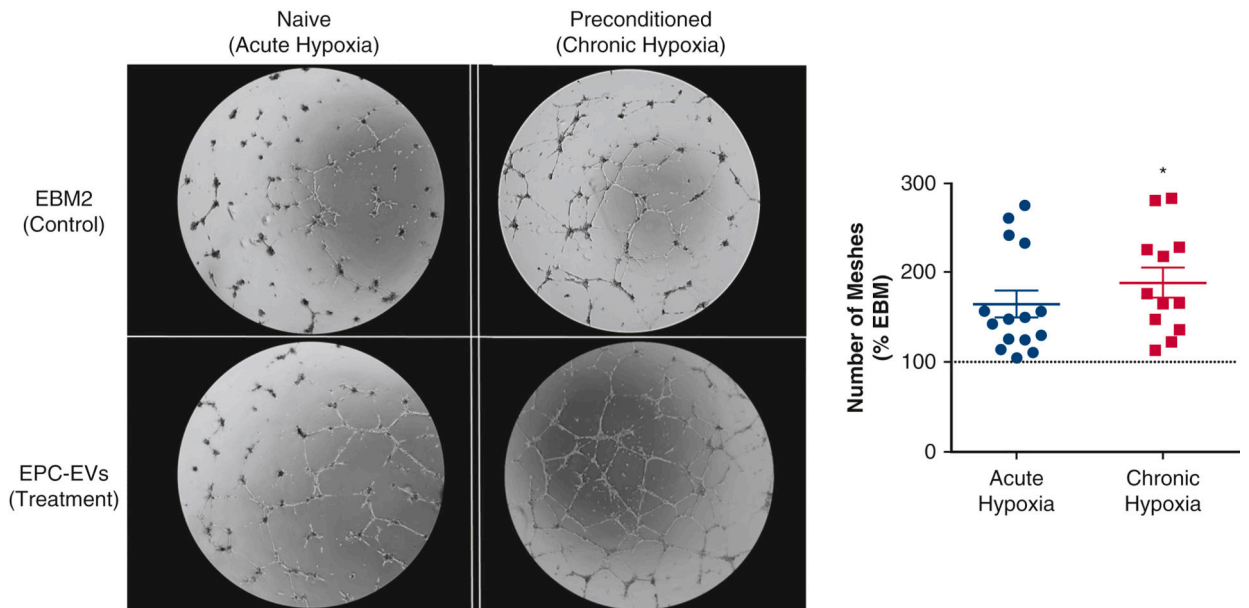 Naive
(Acute Hypoxia)
Preconditioned
(Chronic Hypoxia)
EBM2
(Control)
EPC-EVs
(Treatment)
*
Number of Meshes
(% EBM)
300
200
100
0
Acute
Hypoxia
Chronic
Hypoxia